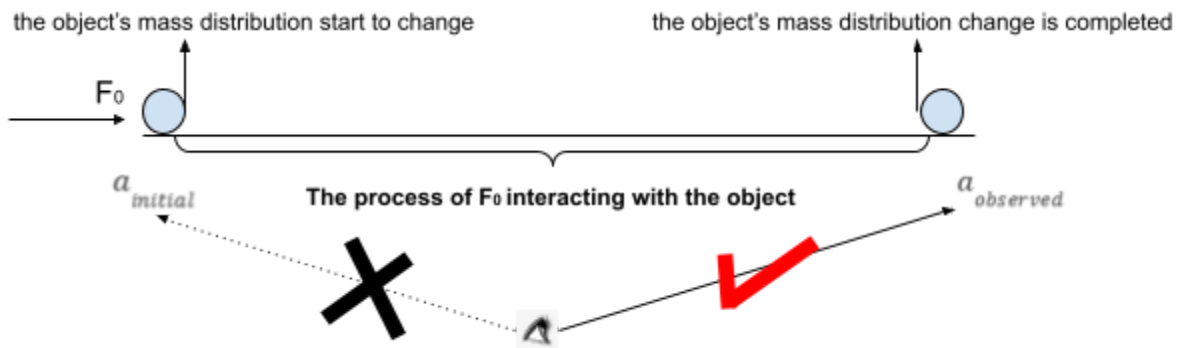 the object's mass distribution start to change
the object's mass distribution change is completed
F₀
a initial
The process of F₀ interacting with the object
a observed